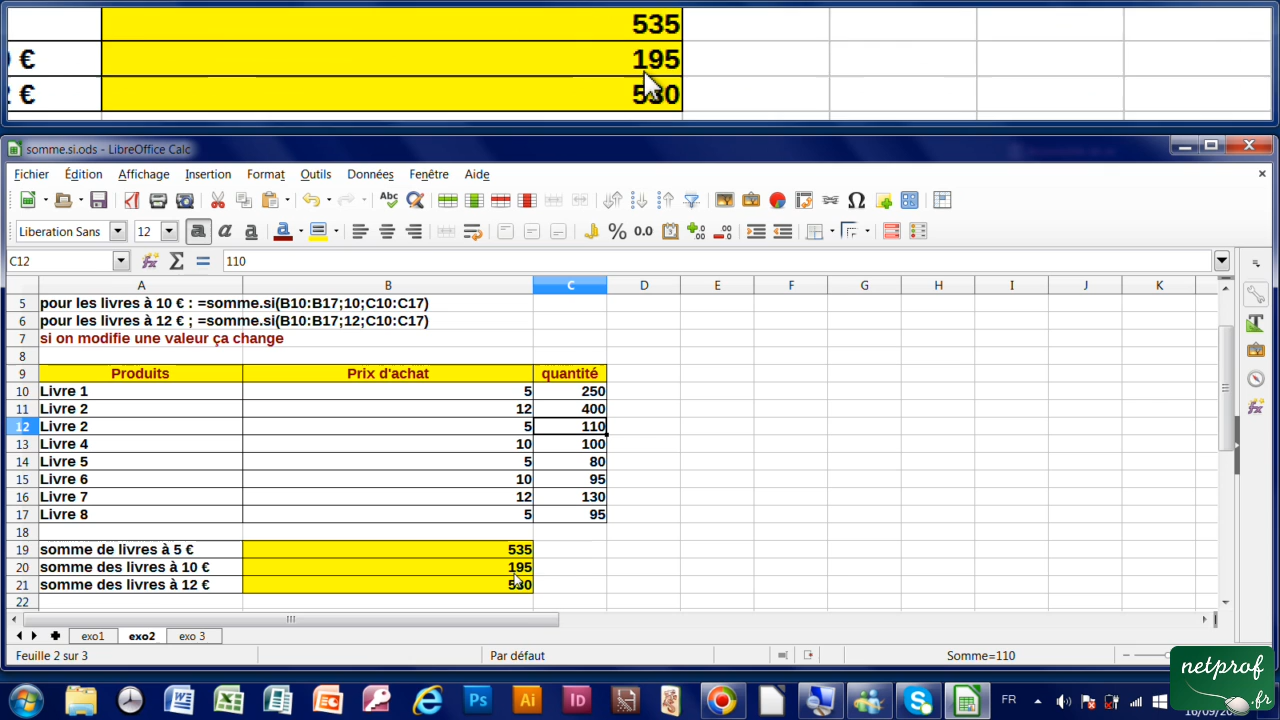 535
€ 195
€ 530
somme.si.ods - LibreOffice Calc
Fichier Édition Affichage Insertion Format Outils Données Fenêtre Aide
Liberation Sans 12
C12 110
A B C D E F G H I J K
5 pour les livres à 10 € : =somme.si(B10:B17;10;C10:C17)
6 pour les livres à 12 € ; =somme.si(B10:B17;12;C10:C17)
7 si on modifie une valeur ça change
8
9 Produits Prix d'achat quantité
10 Livre 1 5 250
11 Livre 2 12 400
12 Livre 2 5 110
13 Livre 4 10 100
14 Livre 5 5 80
15 Livre 6 10 95
16 Livre 7 12 130
17 Livre 8 5 95
18
19 somme de livres à 5 € 535
20 somme des livres à 10 € 195
21 somme des livres à 12 € 530
22
exo1 exo2 exo 3
Feuille 2 sur 3 Par défaut Somme=110
netprof.fr
Ps Ai Id FR